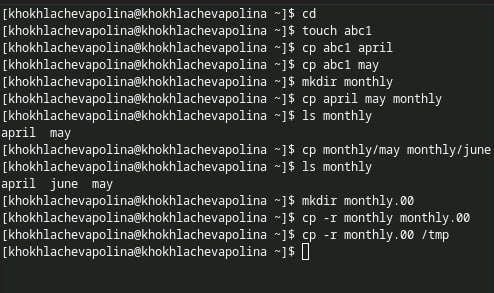 [khokhlachevapolina@khokhlachevapolina ~]$ cd
[khokhlachevapolina@khokhlachevapolina ~]$ touch abc1
[khokhlachevapolina@khokhlachevapolina ~]$ cp abc1 april
[khokhlachevapolina@khokhlachevapolina ~]$ cp abc1 may
[khokhlachevapolina@khokhlachevapolina ~]$ mkdir monthly
[khokhlachevapolina@khokhlachevapolina ~]$ cp april may monthly
[khokhlachevapolina@khokhlachevapolina ~]$ ls monthly
april  may
[khokhlachevapolina@khokhlachevapolina ~]$ cp monthly/may monthly/june
[khokhlachevapolina@khokhlachevapolina ~]$ ls monthly
april  june  may
[khokhlachevapolina@khokhlachevapolina ~]$ mkdir monthly.00
[khokhlachevapolina@khokhlachevapolina ~]$ cp -r monthly monthly.00
[khokhlachevapolina@khokhlachevapolina ~]$ cp -r monthly.00 /tmp
[khokhlachevapolina@khokhlachevapolina ~]$